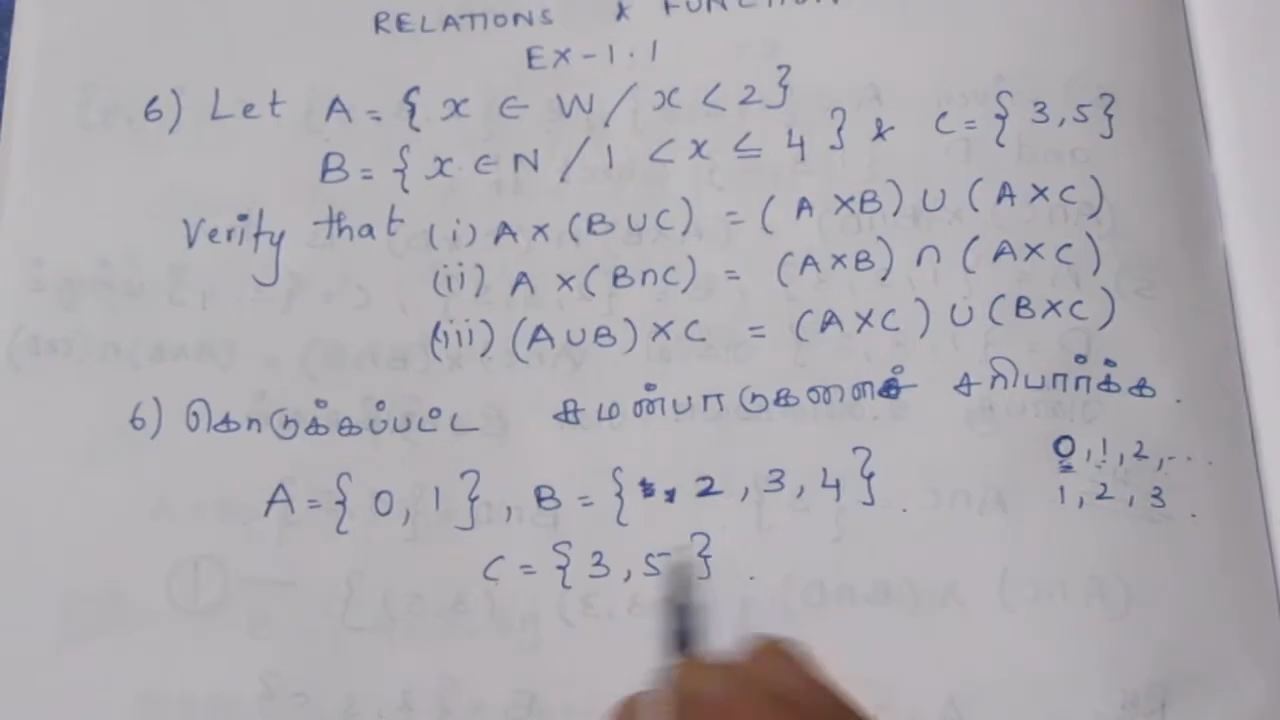 RELATIONS & FUNCTION
EX-1.1
6) Let A = { x ∈ W / x < 2 }
B = { x ∈ N / 1 < x ≤ 4 } & C = { 3, 5 }
Verify that (i) A × (B ∪ C) = (A × B) ∪ (A × C)
(ii) A × (B ∩ C) = (A × B) ∩ (A × C)
(iii) (A ∪ B) × C = (A × C) ∪ (B × C)
6) கொடுக்கப்பட்ட சமன்பாடுகளைச் சரிபார்க்க.
0, 1, 2, ...
A = { 0, 1 }, B = { 2, 3, 4 }.
1, 2, 3.
C = { 3, 5 }.